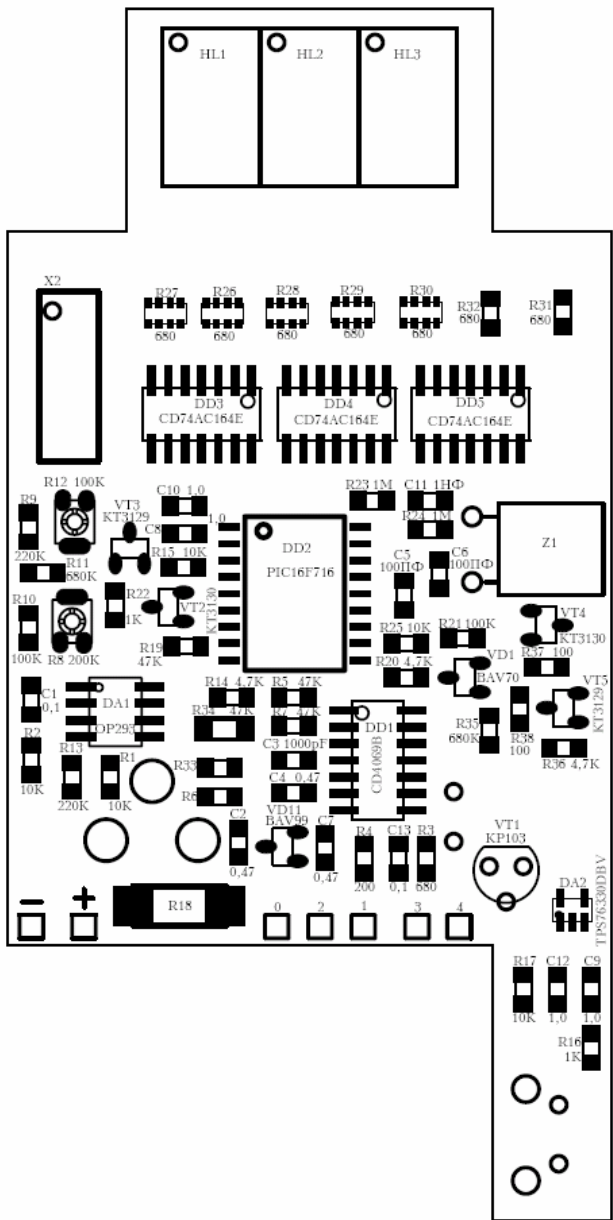 HL1 HL2 HL3
X2
R27 R26 R28 R29 R30 R32 R31
680 680 680 680 680 680 680
DD3 DD4 DD5
CD74AC164E CD74AC164E CD74AC164E
R12 100K
R9
220K
VT3
KT3129
C10 1,0
C8 1,0
R15 10K
R11
680K
R10
100K
R8 200K
R22
1K
VT2
KT3130
R19
47K
DD2
PIC16F716
R23 1M
C11 1НФ
R24 1M
C5
100ПФ
C6
100ПФ
Z1
VT4
KT3130
R25 10K
R21 100K
R20 4,7K
VD1
BAV70
R37 100
VT5
KT3129
C1
0,1
R2
10K
DA1
OP293
R14 4,7K
R5 47K
R34 47K
R7 47K
C3 1000pF
DD1
CD4069B
R35
680K
R38
100
R36 4,7K
R13
220K
R1
10K
R33
R6
C4 0,47
VD11
BAV99
C2
0,47
C7
0,47
R4
200
C13
0,1
R3
680
VT1
KP103
DA2
TPS76330DBV
- +
R18
0 2 1 3 4
R17 C12 C9
10K 1,0 1,0
R16
1K